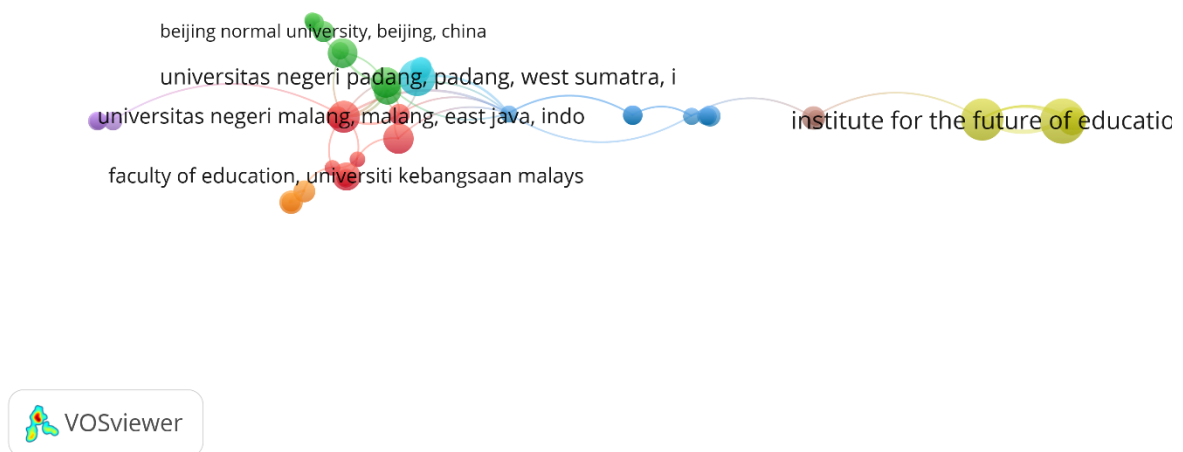 beijing normal university, beijing, china
universitas negeri padang, padang, west sumatra, i
universitas negeri malang, malang, east java, indo
institute for the future of educatio
faculty of education, universiti kebangsaan malays
VOSviewer